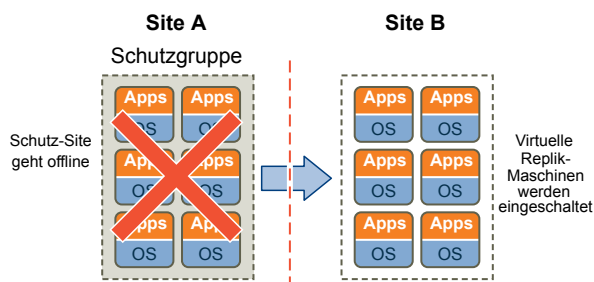 Site A
Site B
Schutzgruppe
Apps
Apps
Apps
Apps
OS
OS
OS
OS
Schutz-Site
geht offline
Apps
Apps
Apps
Apps
OS
OS
OS
OS
Virtuelle
Replik-
Maschinen
werden
eingeschaltet
Apps
Apps
Apps
Apps
OS
OS
OS
OS